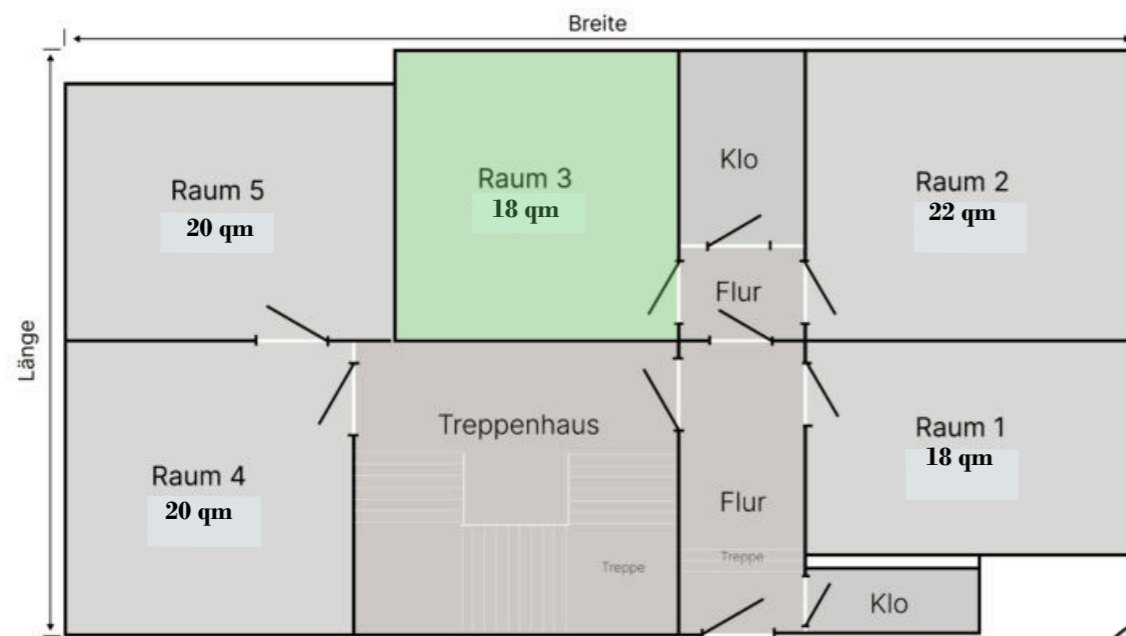 Breite
Länge
Raum 5
20 qm
Raum 3
18 qm
Klo
Raum 2
22 qm
Flur
Treppenhaus
Raum 4
20 qm
Treppe
Flur
Treppe
Raum 1
18 qm
Klo